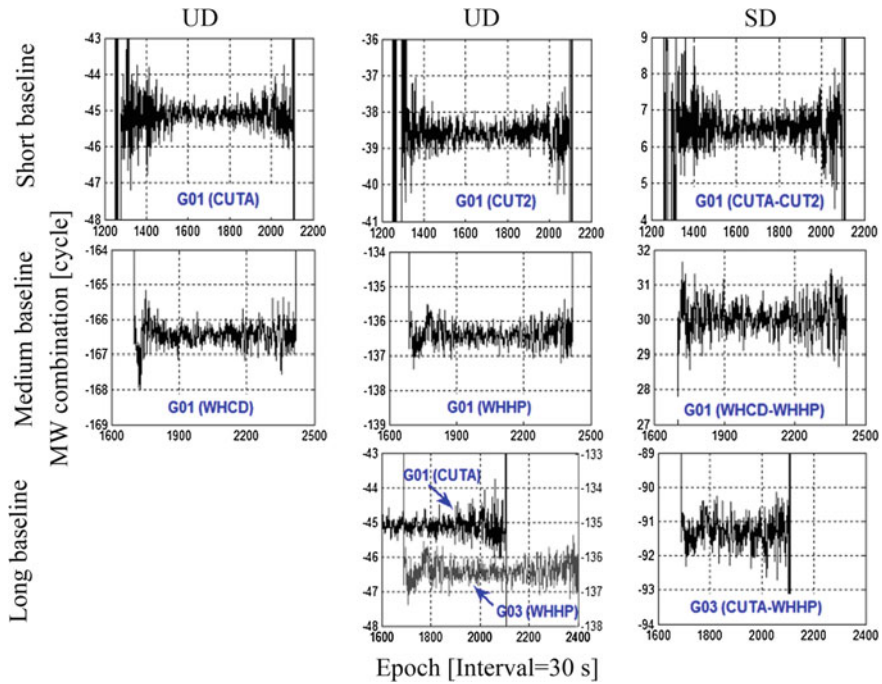 UD UD SD
Short baseline
Medium baseline
Long baseline
MW combination [cycle]
-43
-44
-45
-46
-47
-48
1200 1400 1600 1800 2000 2200
G01 (CUTA)
-36
-37
-38
-39
-40
-41
1200 1400 1600 1800 2000 2200
G01 (CUT2)
9
8
7
6
5
4
1200 1400 1600 1800 2000 2200
G01 (CUTA-CUT2)
-164
-165
-166
-167
-168
-169
1600 1900 2200 2500
G01 (WHCD)
-134
-135
-136
-137
-138
-139
1600 1900 2200 2500
G01 (WHHP)
32
31
30
29
28
27
1600 1900 2200 2500
G01 (WHCD-WHHP)
-43
-44
-45
-46
-47
-48
-133
-134
-135
-136
-137
-138
1600 1800 2000 2200 2400
G01 (CUTA)
G03 (WHHP)
-89
-90
-91
-92
-93
-94
1600 1800 2000 2200 2400
G03 (CUTA-WHHP)
Epoch [Interval=30 s]